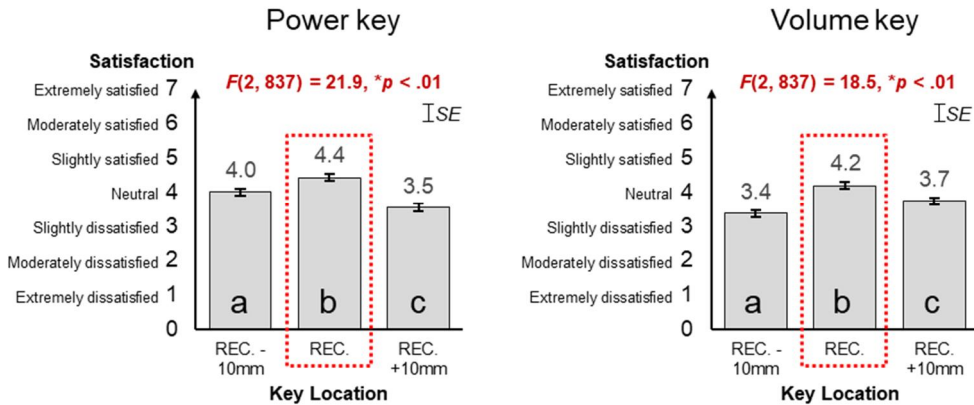 Power key
Satisfaction
F(2, 837) = 21.9, *p < .01
Extremely satisfied 7
Moderately satisfied 6
Slightly satisfied 5
Neutral 4
Slightly dissatisfied 3
Moderately dissatisfied 2
Extremely dissatisfied 1
0
SE
4.0
4.4
3.5
a
b
c
REC. -
10mm
REC.
REC.
+10mm
Key Location
Volume key
Satisfaction
F(2, 837) = 18.5, *p < .01
Extremely satisfied 7
Moderately satisfied 6
Slightly satisfied 5
Neutral 4
Slightly dissatisfied 3
Moderately dissatisfied 2
Extremely dissatisfied 1
0
SE
3.4
4.2
3.7
a
b
c
REC. -
10mm
REC.
REC.
+10mm
Key Location